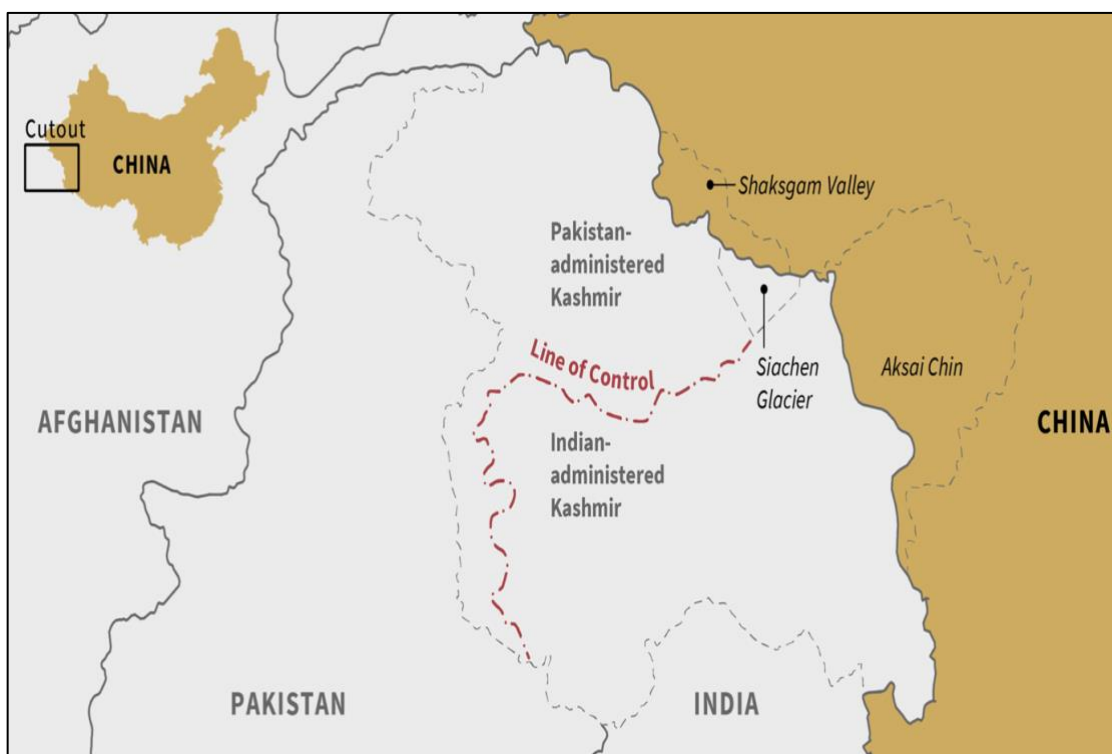 Cutout
CHINA
Shaksgam Valley
Pakistan-
administered
Kashmir
Line of Control
Siachen
Glacier
Aksai Chin
AFGHANISTAN
CHINA
Indian-
administered
Kashmir
PAKISTAN
INDIA